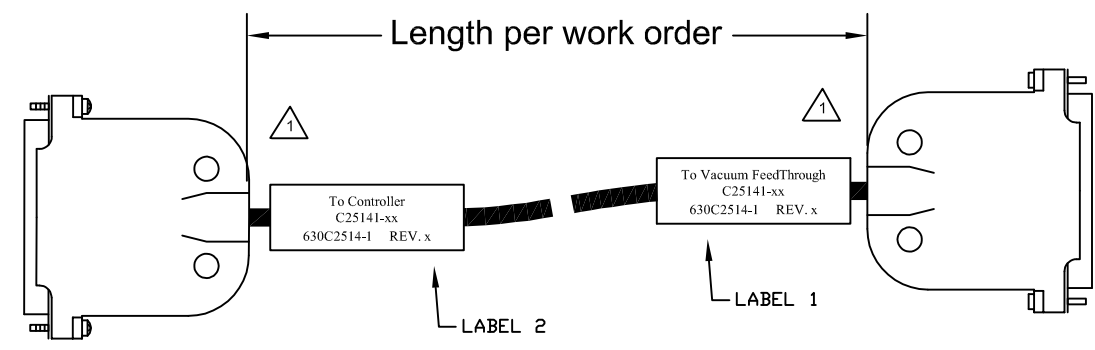 Length per work order
1
1
To Controller
C25141-xx
630C2514-1 REV. x
To Vacuum FeedThrough
C25141-xx
630C2514-1 REV. x
LABEL 2
LABEL 1